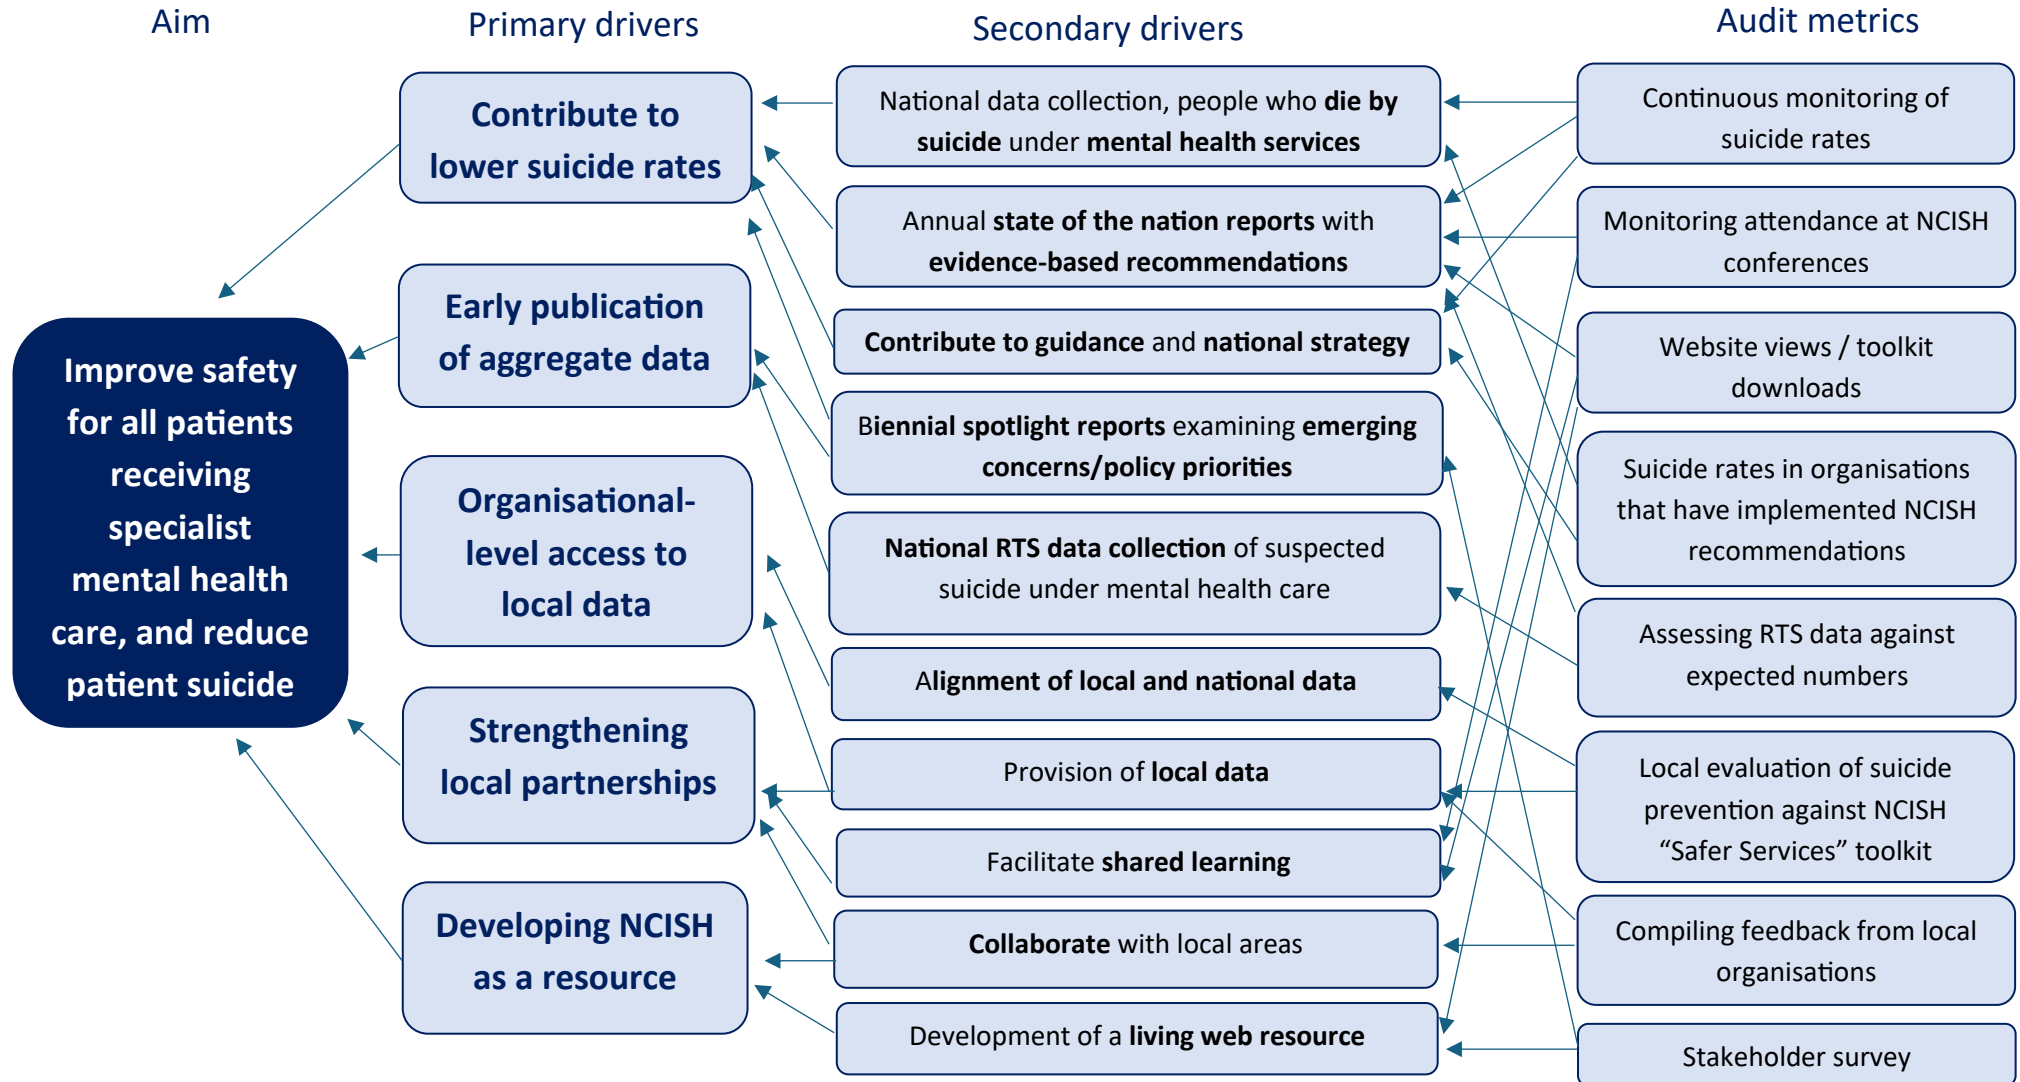 Aim
Primary drivers
Secondary drivers
Audit metrics
Improve safety
for all patients
receiving
specialist
mental health
care, and reduce
patient suicide
Contribute to
lower suicide rates
Early publication
of aggregate data
Organisational-
level access to
local data
Strengthening
local partnerships
Developing NCISH
as a resource
National data collection, people who die by
suicide under mental health services
Annual state of the nation reports with
evidence-based recommendations
Contribute to guidance and national strategy
Biennial spotlight reports examining emerging
concerns/policy priorities
National RTS data collection of suspected
suicide under mental health care
Alignment of local and national data
Provision of local data
Facilitate shared learning
Collaborate with local areas
Development of a living web resource
Continuous monitoring of
suicide rates
Monitoring attendance at NCISH
conferences
Website views / toolkit
downloads
Suicide rates in organisations
that have implemented NCISH
recommendations
Assessing RTS data against
expected numbers
Local evaluation of suicide
prevention against NCISH
“Safer Services” toolkit
Compiling feedback from local
organisations
Stakeholder survey